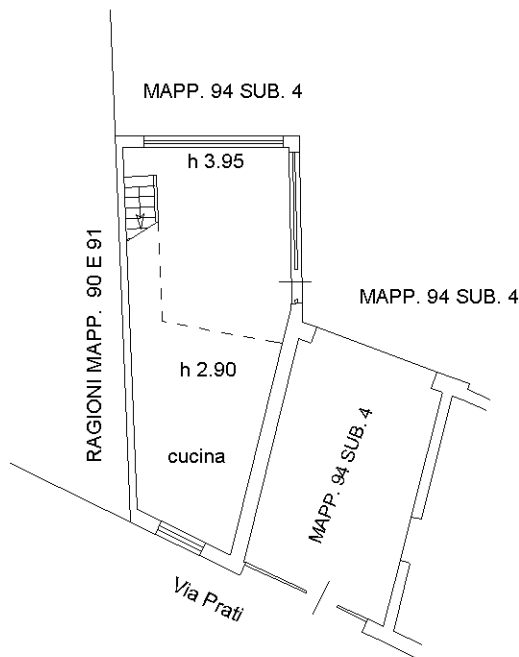 MAPP. 94 SUB. 4
h 3.95
RAGIONI MAPP. 90 E 91
MAPP. 94 SUB. 4
h 2.90
cucina
MAPP. 94 SUB. 4
Via Prati